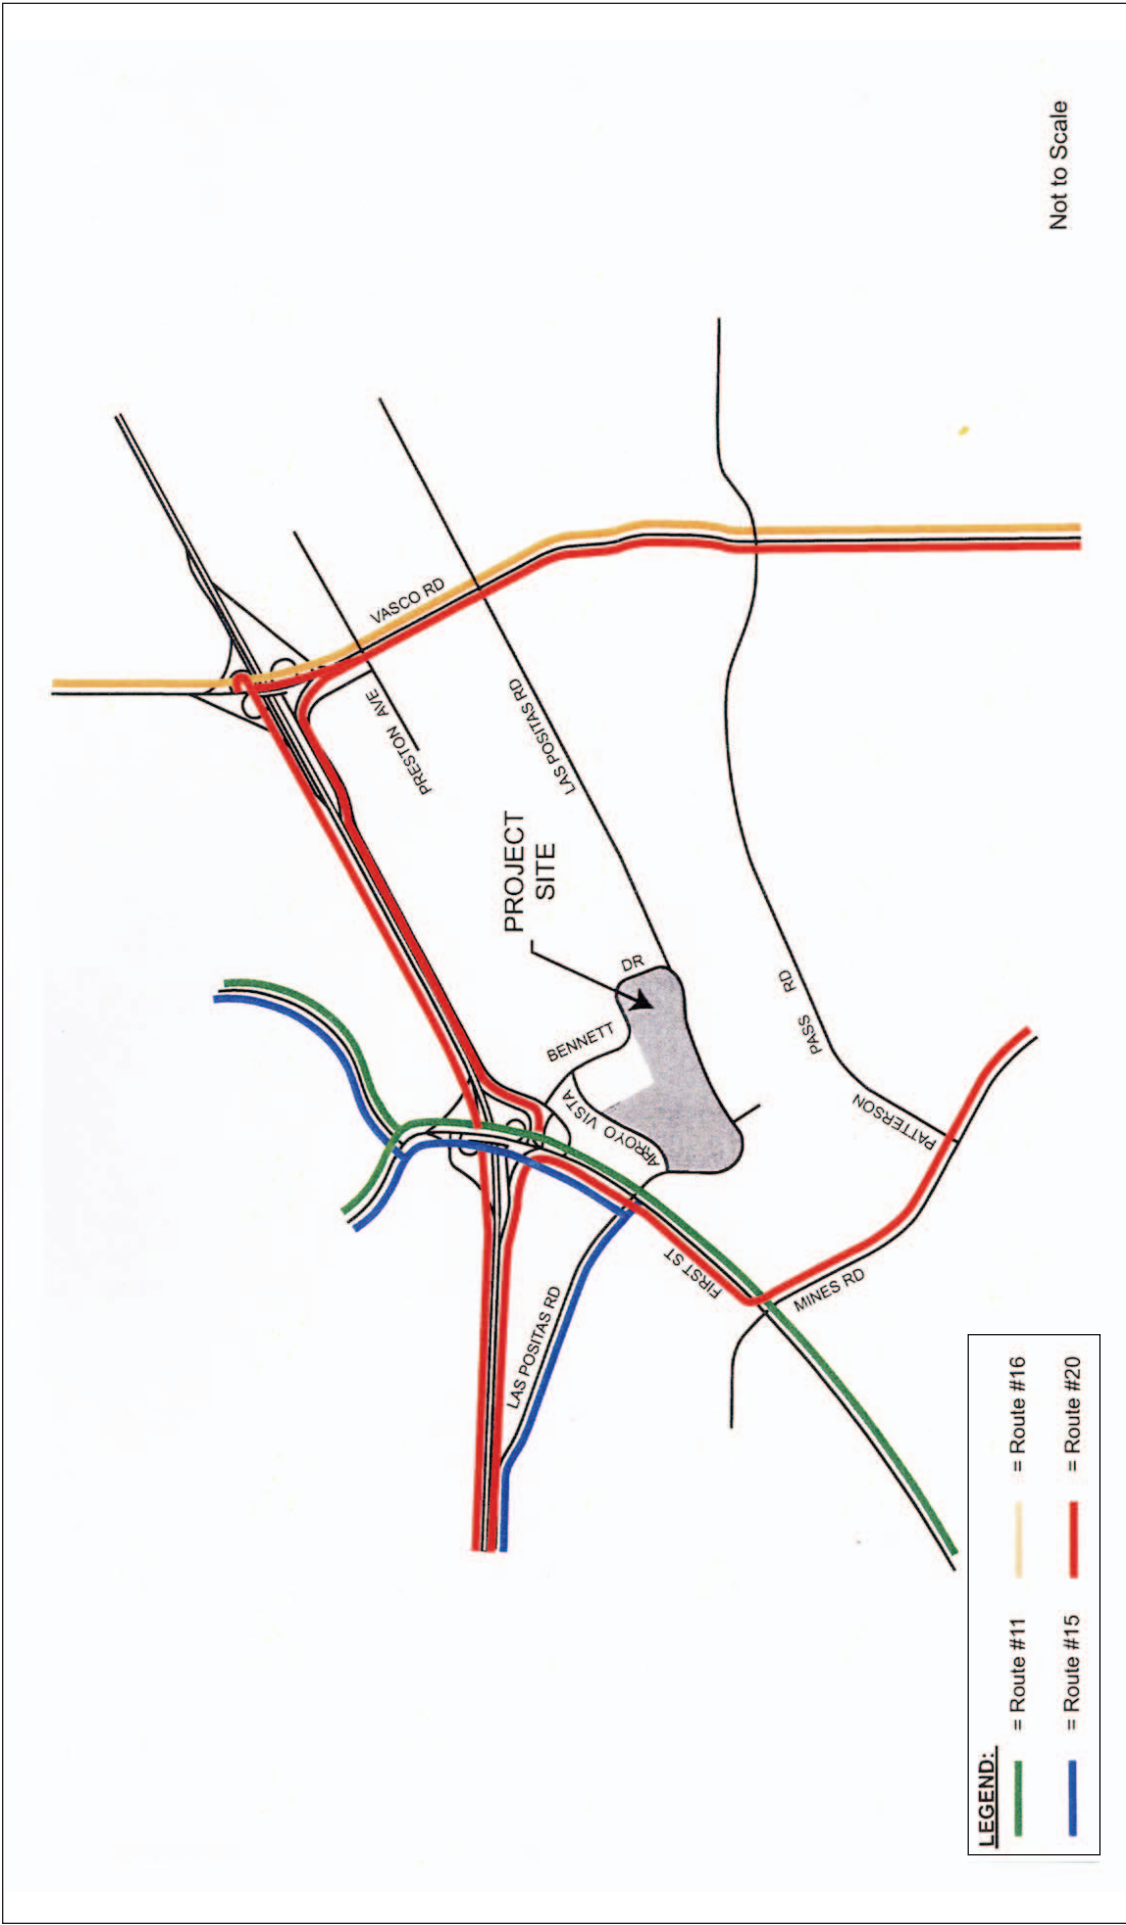 Not to Scale
VASCO RD
PRESTON AVE
LAS POSITAS RD
PROJECT
SITE
BENNETT DR
ARROYO VISTA
PATTERSON PASS RD
FIRST ST
MINES RD
LAS POSITAS RD
LEGEND:
= Route #11
= Route #16
= Route #15
= Route #20